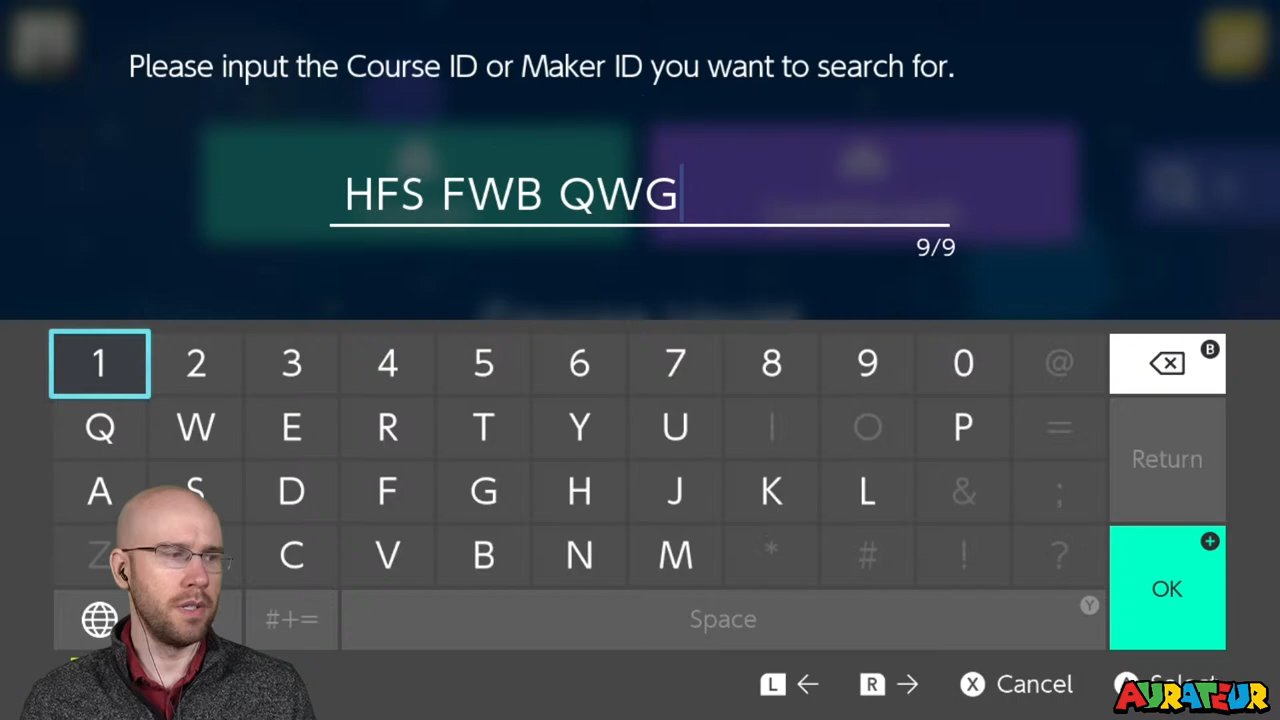 Please input the Course ID or Maker ID you want to search for.
HFS FWB QWG
9/9
1 2 3 4 5 6 7 8 9 0 @ B
Q W E R T Y U I O P = Return
A S D F G H J K L & ;
Z C V B N M * # ! ? + OK
#+= Space Y
L ← R → X Cancel Select
AURATEUR